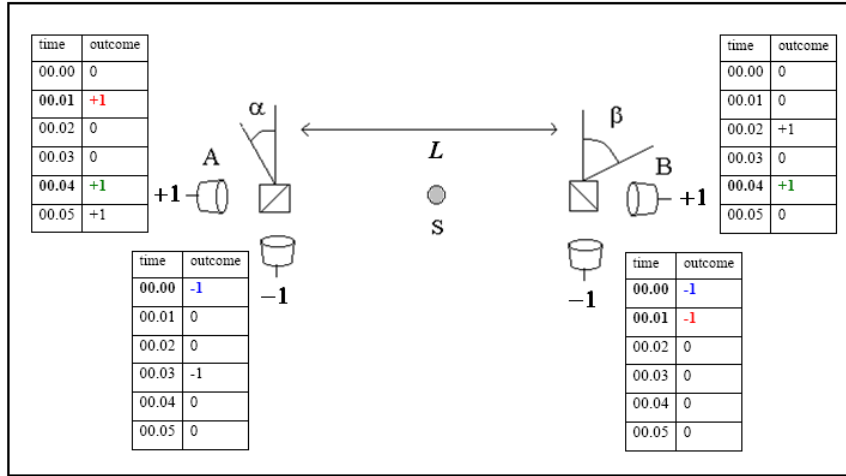 time outcome
00.00 0
00.01 +1
00.02 0
00.03 0
00.04 +1
00.05 +1
time outcome
00.00 0
00.01 0
00.02 +1
00.03 0
00.04 +1
00.05 0
α
β
L
A
B
+1
+1
S
−1
−1
time outcome
00.00 -1
00.01 0
00.02 0
00.03 -1
00.04 0
00.05 0
time outcome
00.00 -1
00.01 -1
00.02 0
00.03 0
00.04 0
00.05 0